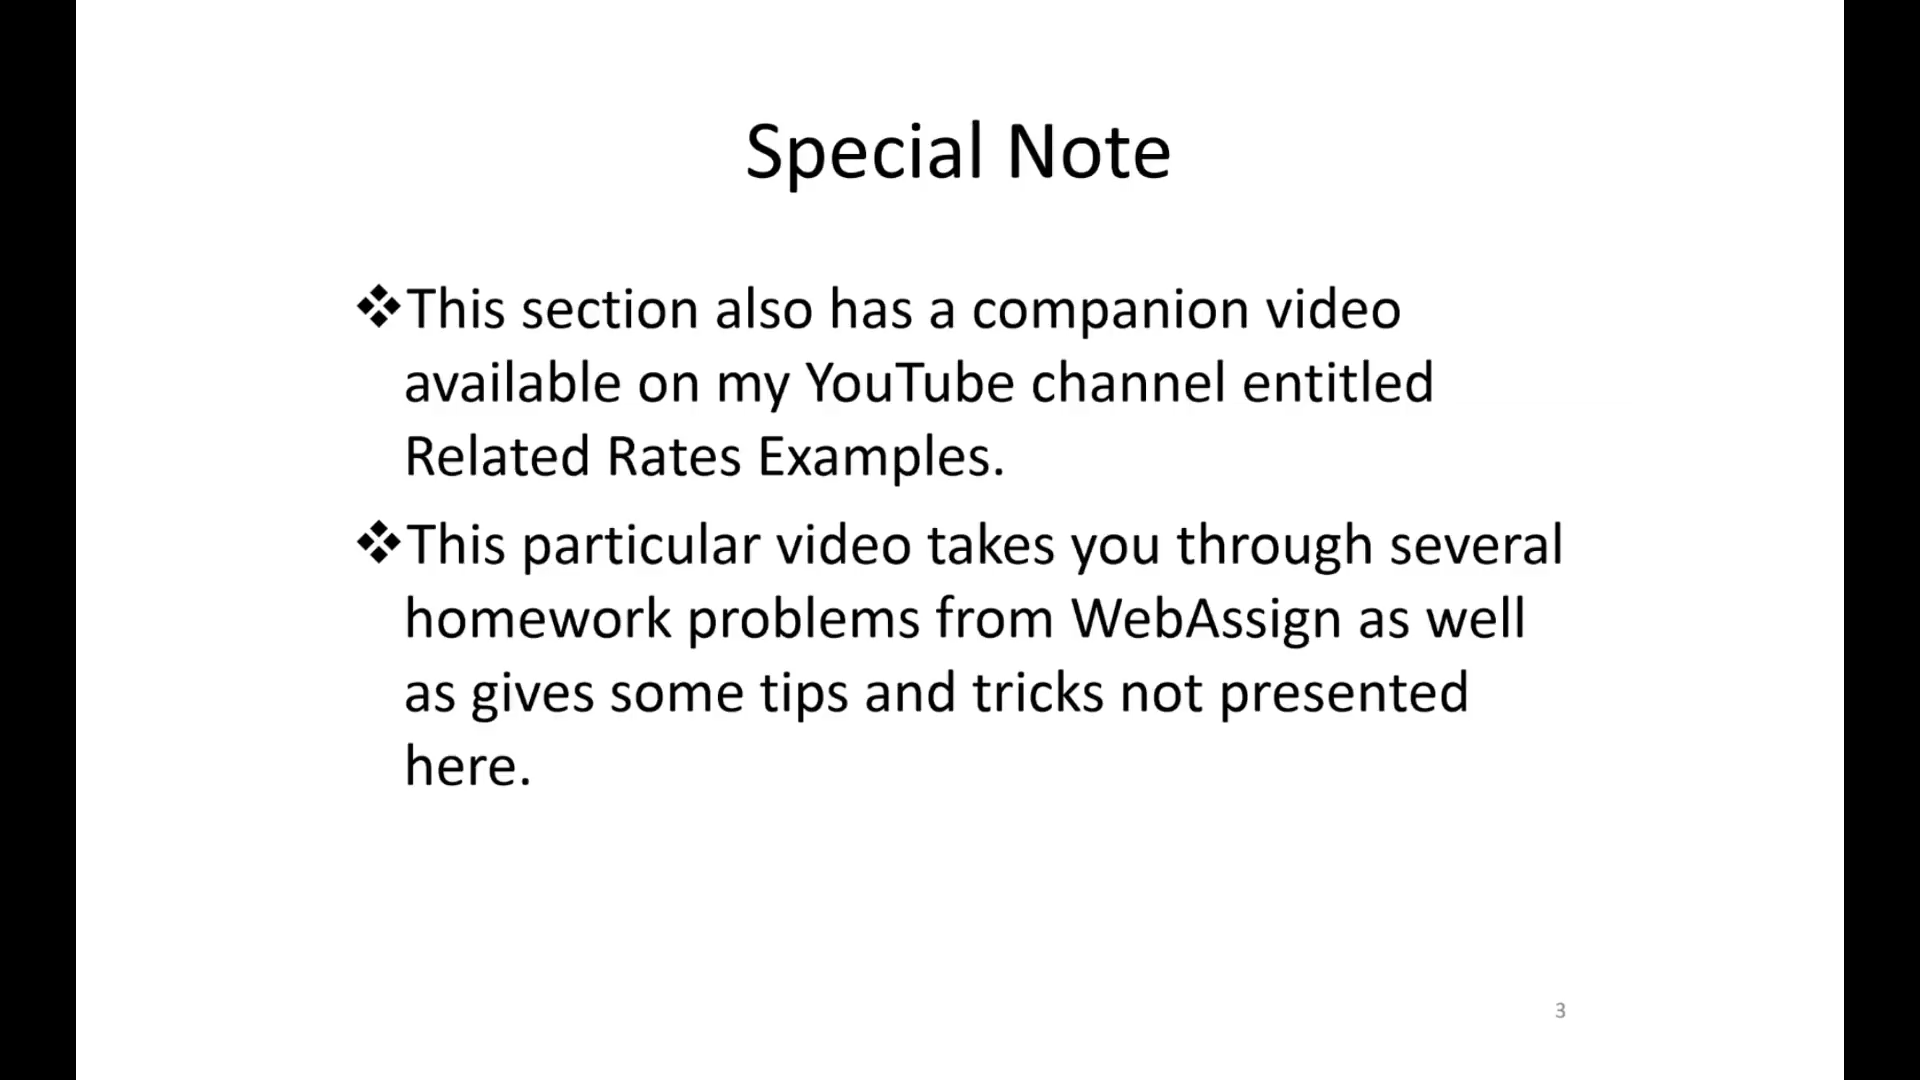 Special Note
❖This section also has a companion video
available on my YouTube channel entitled
Related Rates Examples.
❖This particular video takes you through several
homework problems from WebAssign as well
as gives some tips and tricks not presented
here.
3